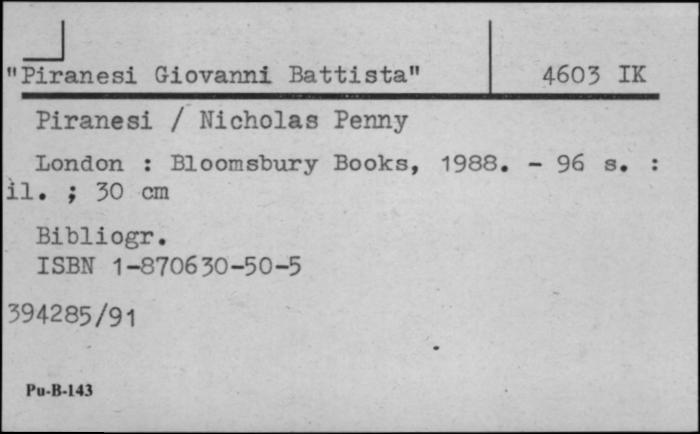 "Piranesi Giovanni Battista" 4603 IK
Piranesi / Nicholas Penny
London : Bloomsbury Books, 1988. - 96 s. :
il. ; 30 cm
Bibliogr.
ISBN 1-870630-50-5
394285/91
Pu-B-143